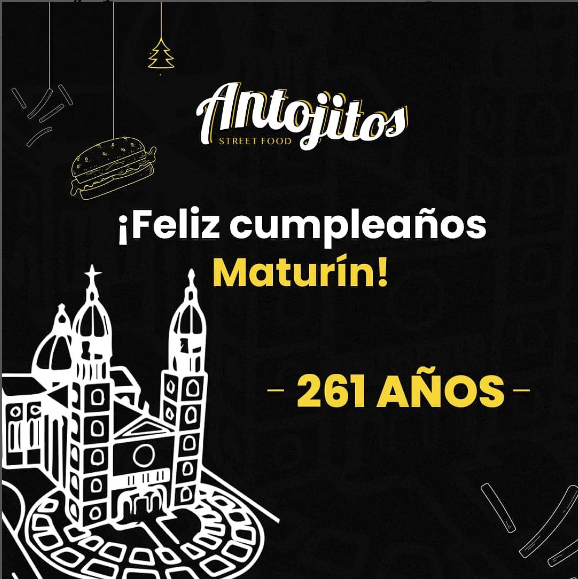 Antojitos
STREET FOOD
¡Feliz cumpleaños
Maturín!
- 261 AÑOS -